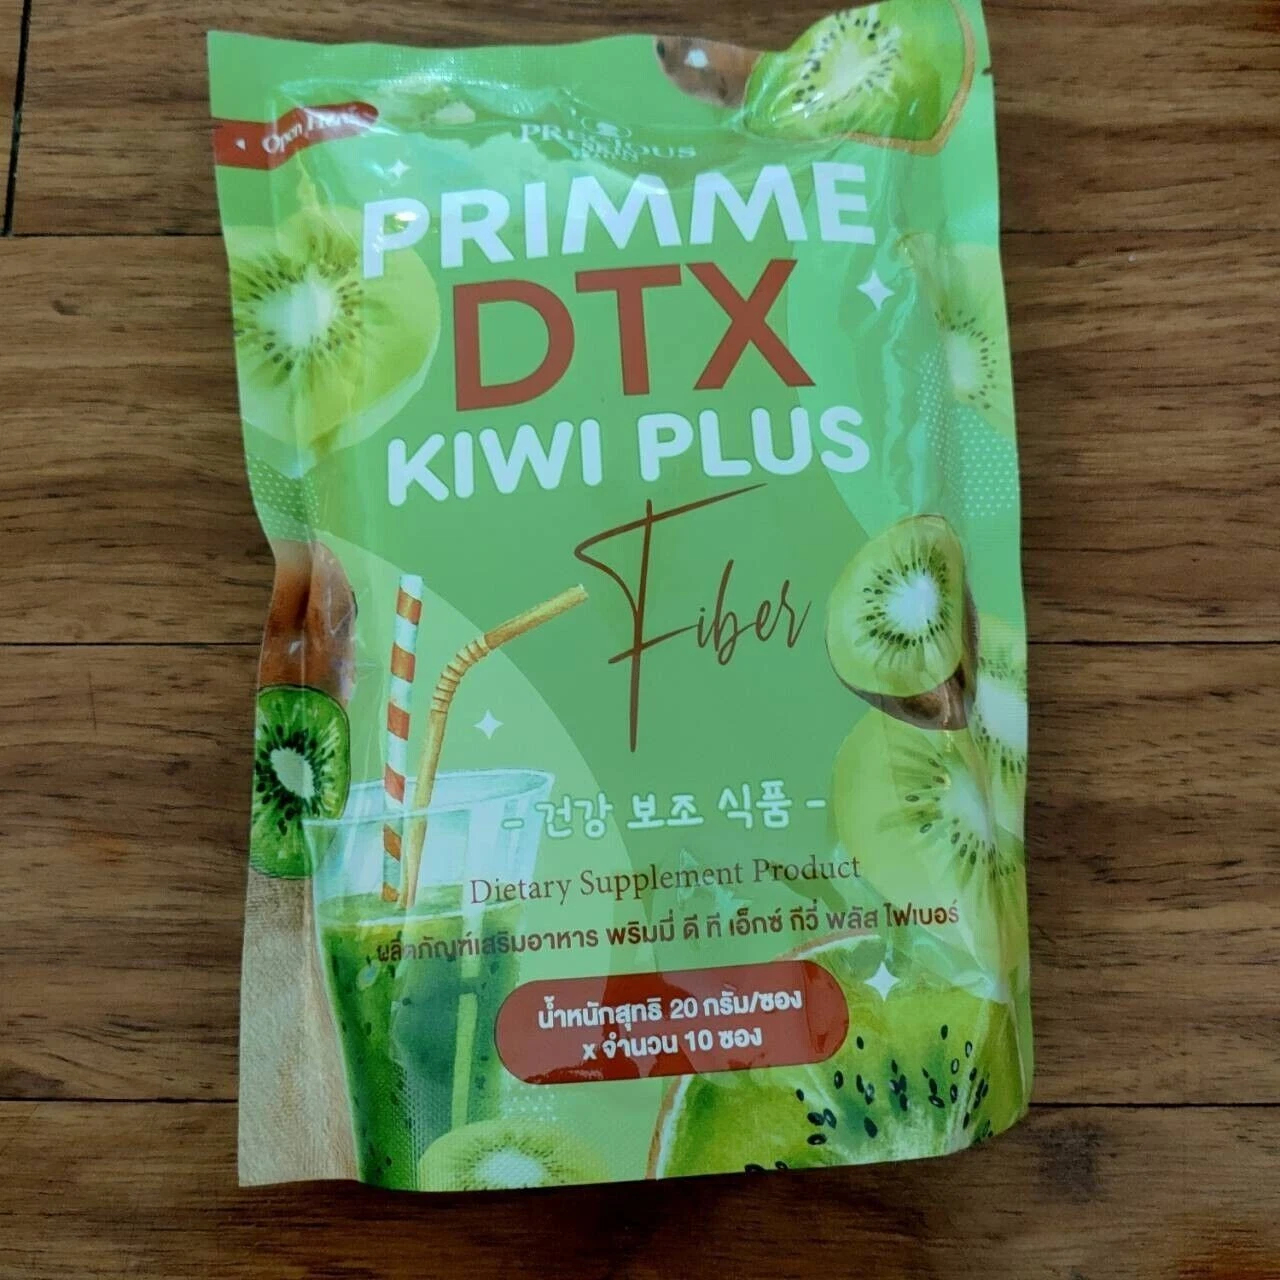 Open Here
PRECIOUS
PRIMME
DTX
KIWI PLUS
Fiber
- 건강 보조 식품 -
Dietary Supplement Product
ผลิตภัณฑ์เสริมอาหาร พริมมี่ ดี ที เอ็กซ์ กีวี่ พลัส ไฟเบอร์
น้ำหนักสุทธิ 20 กรัม/ซอง
x จำนวน 10 ซอง